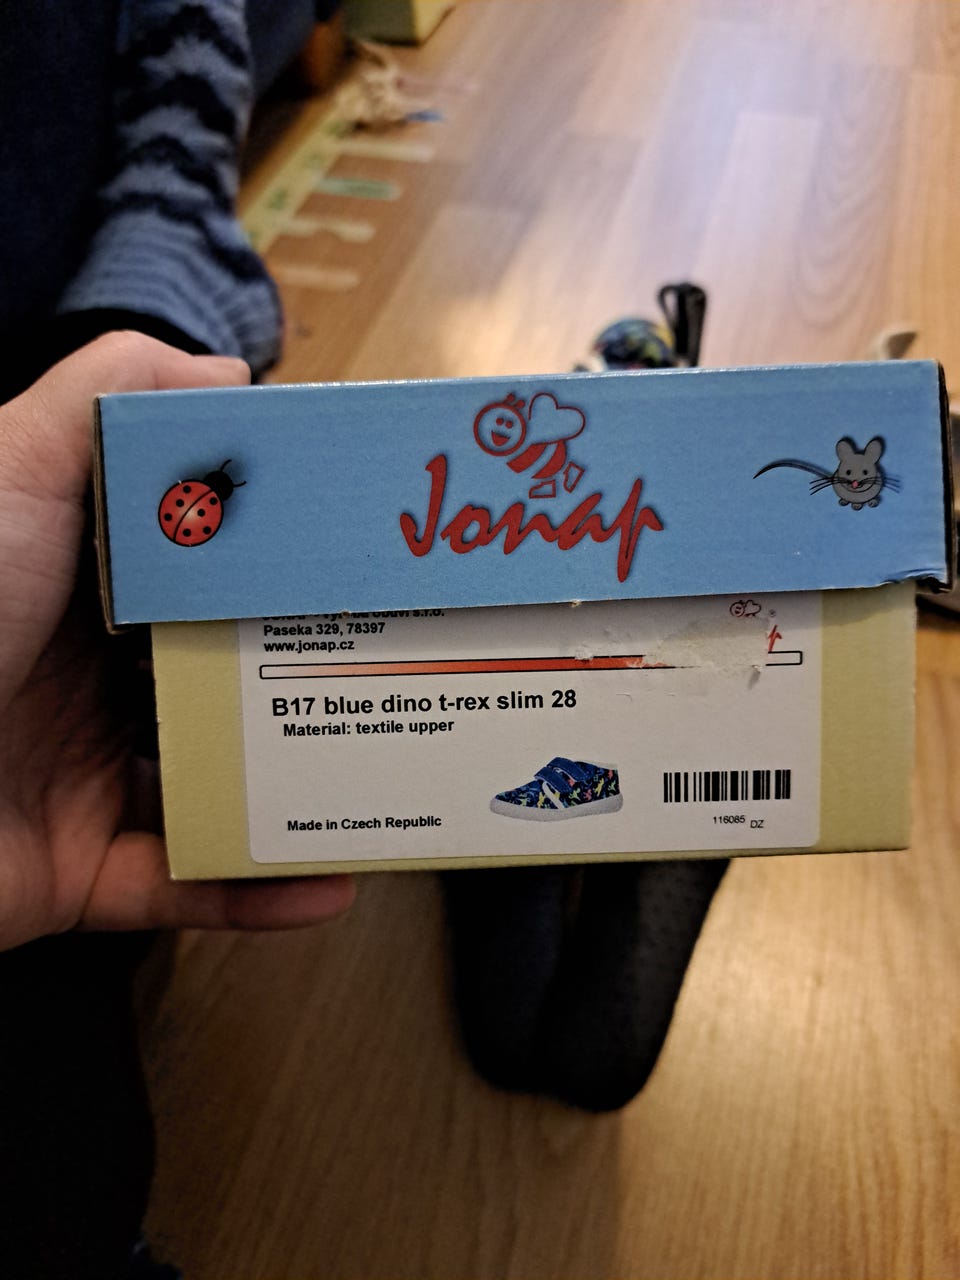 Jonap
obuvi s.r.o.
Paseka 329, 78397
www.jonap.cz
B17 blue dino t-rex slim 28
Material: textile upper
Made in Czech Republic
116085 DZ